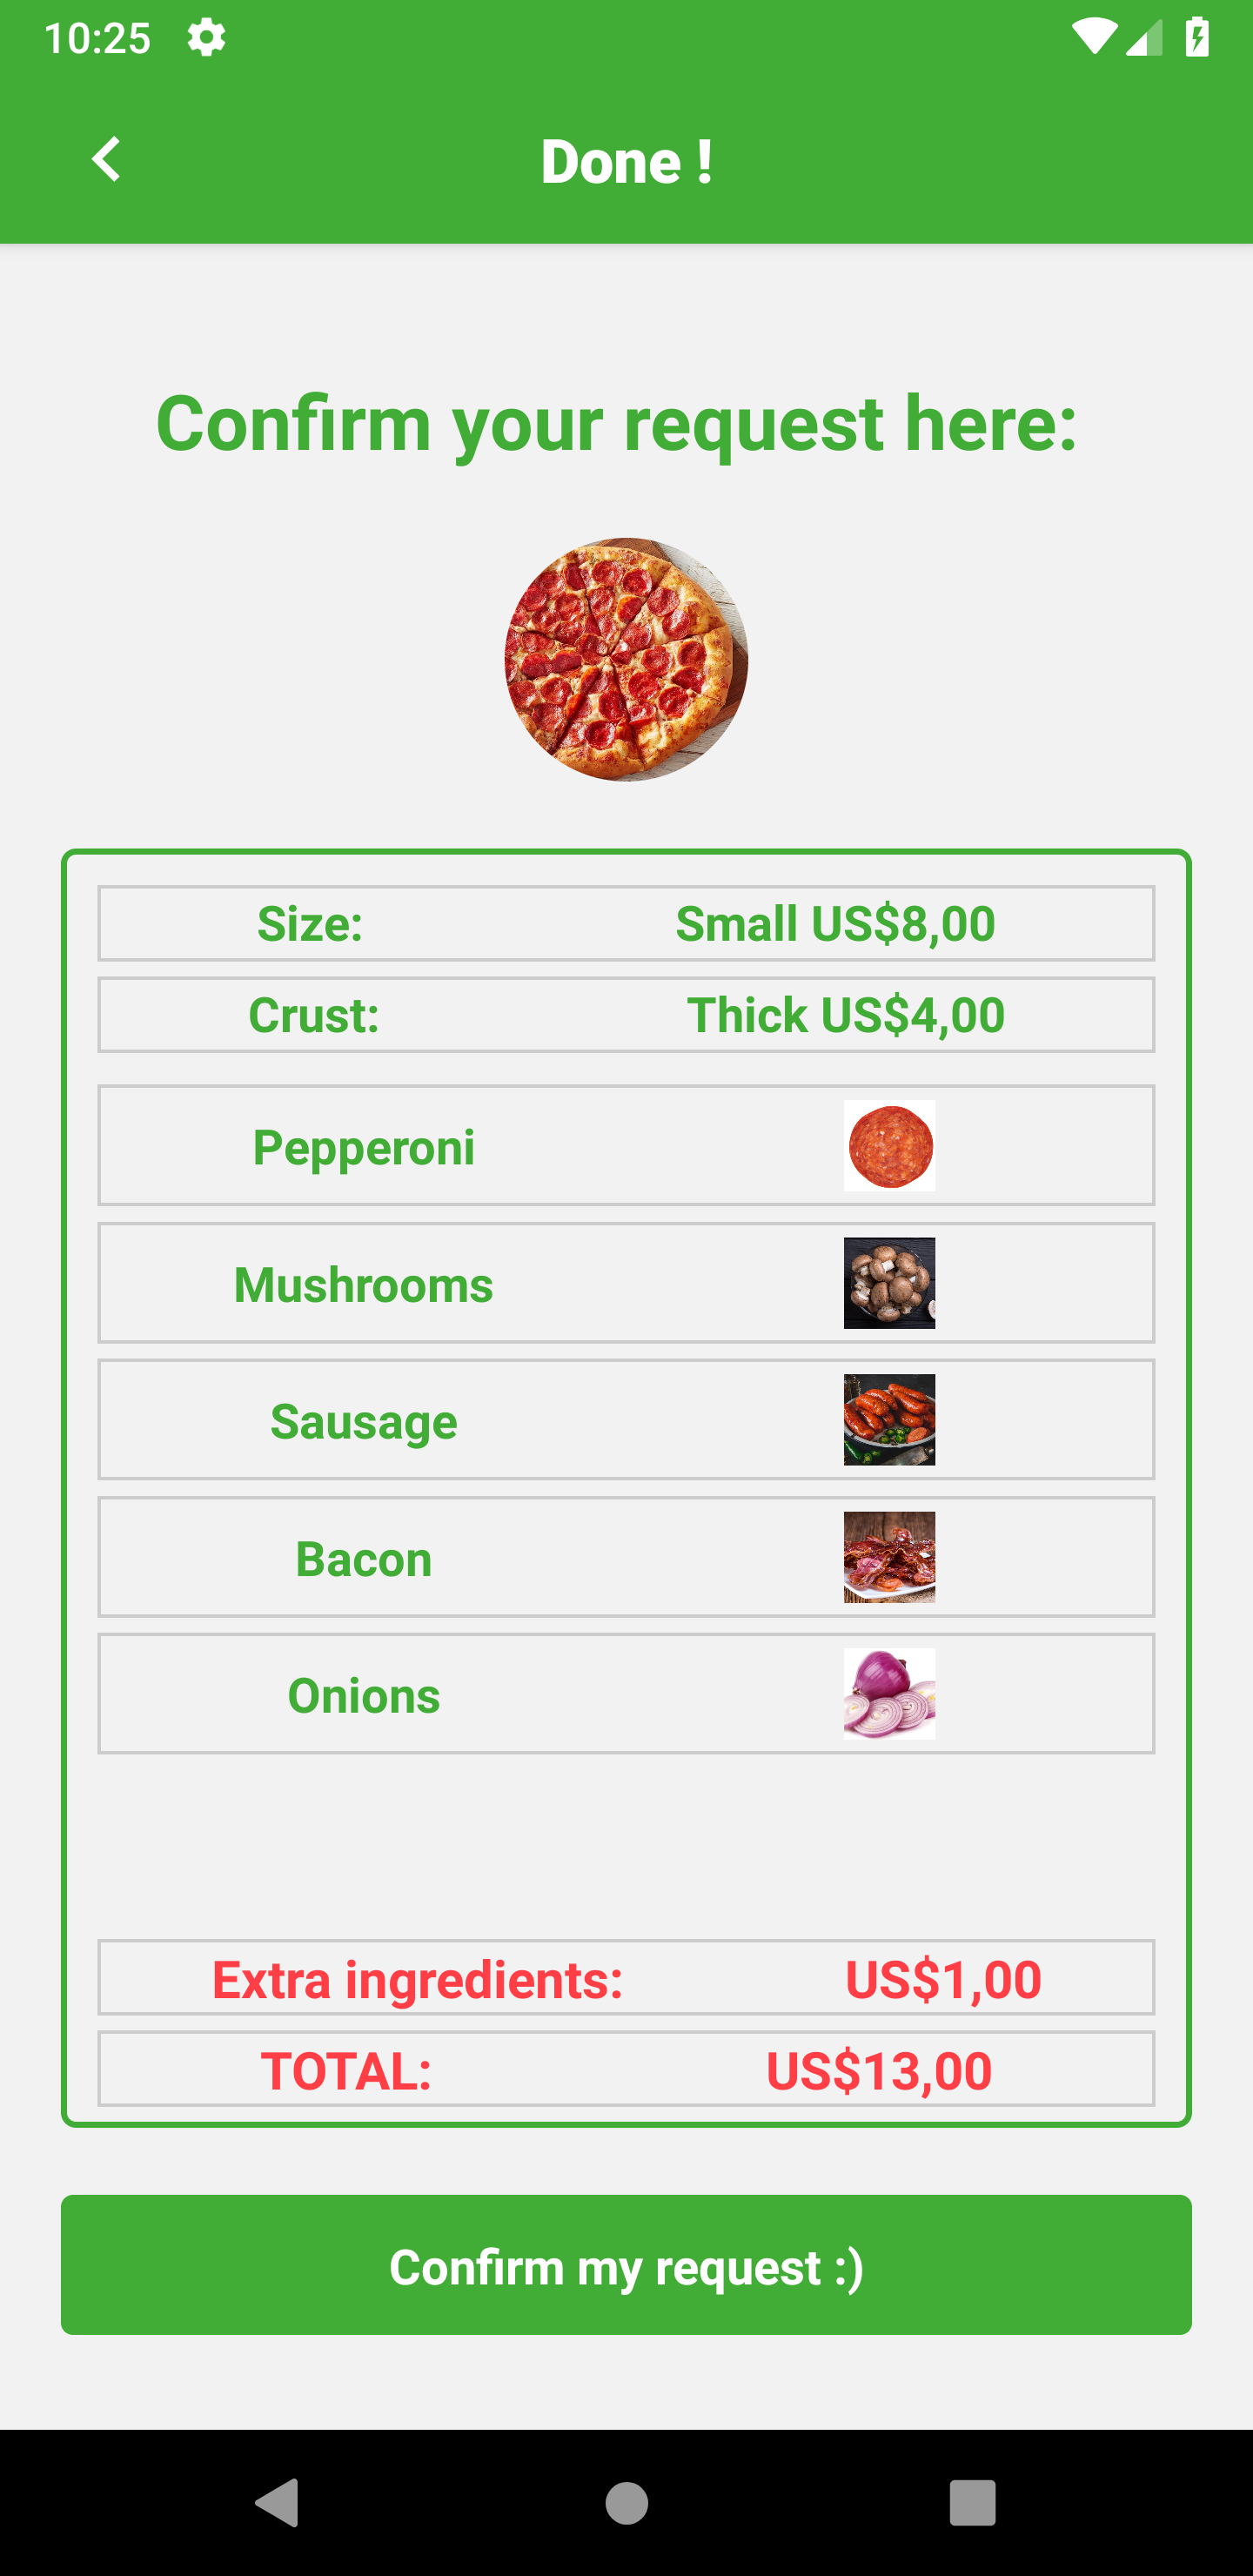 10:25
Done !
Confirm your request here:
Size: Small US$8,00
Crust: Thick US$4,00
Pepperoni
Mushrooms
Sausage
Bacon
Onions
Extra ingredients: US$1,00
TOTAL: US$13,00
Confirm my request :)